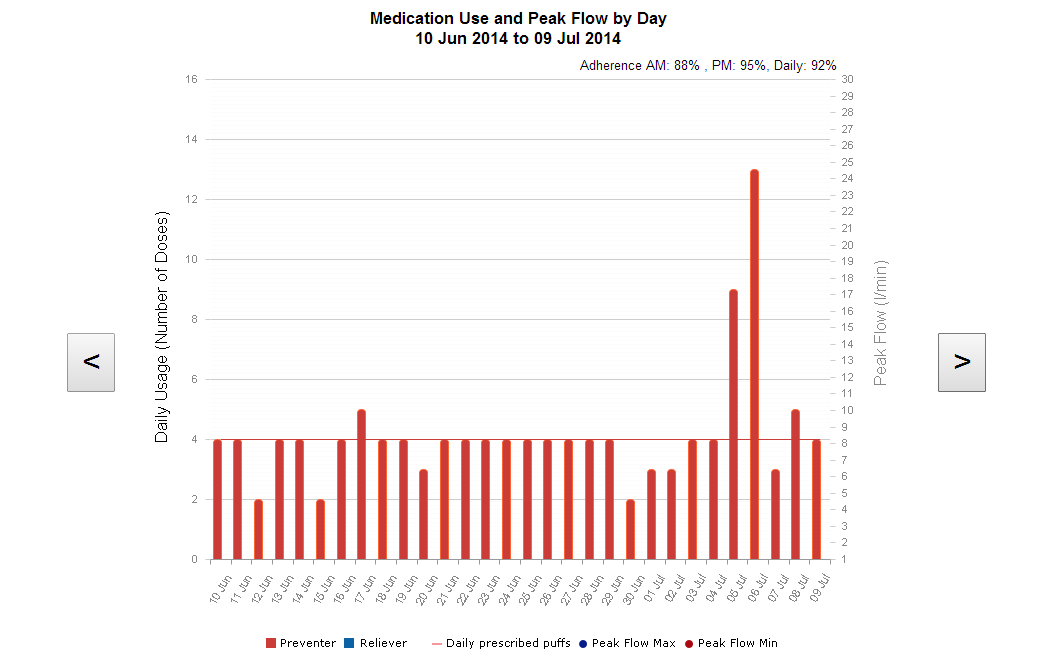 Medication Use and Peak Flow by Day
10 Jun 2014 to 09 Jul 2014
Adherence AM: 88% , PM: 95%, Daily: 92%
16
14
12
10
8
6
4
2
0
Daily Usage (Number of Doses)
30
29
28
27
26
25
24
23
22
21
20
19
18
17
16
15
14
13
12
11
10
9
8
7
6
5
4
3
2
1
Peak Flow (l/min)
<
>
10 Jun
11 Jun
12 Jun
13 Jun
14 Jun
15 Jun
16 Jun
17 Jun
18 Jun
19 Jun
20 Jun
21 Jun
22 Jun
23 Jun
24 Jun
25 Jun
26 Jun
27 Jun
28 Jun
29 Jun
30 Jun
01 Jul
02 Jul
03 Jul
04 Jul
05 Jul
06 Jul
07 Jul
08 Jul
09 Jul
Preventer Reliever Daily prescribed puffs Peak Flow Max Peak Flow Min